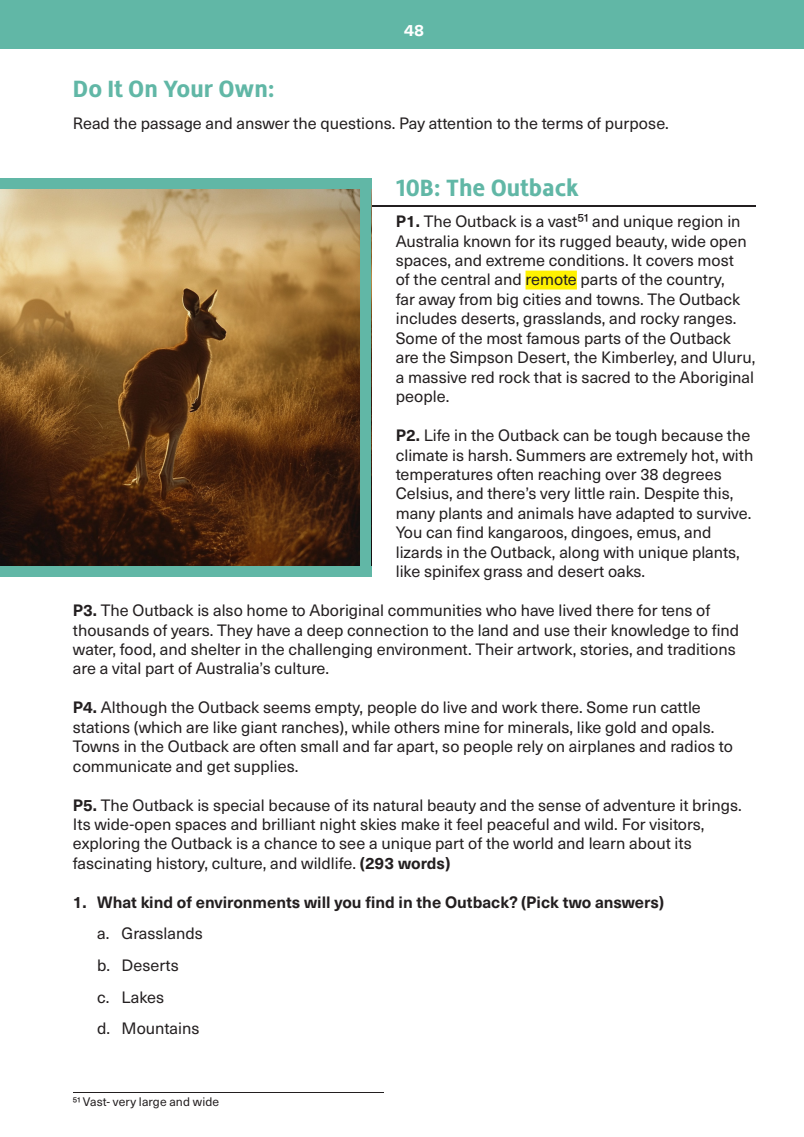 48
Do It On Your Own:
Read the passage and answer the questions. Pay attention to the terms of purpose.
10B: The Outback
P1. The Outback is a vast⁵¹ and unique region in
Australia known for its rugged beauty, wide open
spaces, and extreme conditions. It covers most
of the central and remote parts of the country,
far away from big cities and towns. The Outback
includes deserts, grasslands, and rocky ranges.
Some of the most famous parts of the Outback
are the Simpson Desert, the Kimberley, and Uluru,
a massive red rock that is sacred to the Aboriginal
people.
P2. Life in the Outback can be tough because the
climate is harsh. Summers are extremely hot, with
temperatures often reaching over 38 degrees
Celsius, and there's very little rain. Despite this,
many plants and animals have adapted to survive.
You can find kangaroos, dingoes, emus, and
lizards in the Outback, along with unique plants,
like spinifex grass and desert oaks.
P3. The Outback is also home to Aboriginal communities who have lived there for tens of
thousands of years. They have a deep connection to the land and use their knowledge to find
water, food, and shelter in the challenging environment. Their artwork, stories, and traditions
are a vital part of Australia's culture.
P4. Although the Outback seems empty, people do live and work there. Some run cattle
stations (which are like giant ranches), while others mine for minerals, like gold and opals.
Towns in the Outback are often small and far apart, so people rely on airplanes and radios to
communicate and get supplies.
P5. The Outback is special because of its natural beauty and the sense of adventure it brings.
Its wide-open spaces and brilliant night skies make it feel peaceful and wild. For visitors,
exploring the Outback is a chance to see a unique part of the world and learn about its
fascinating history, culture, and wildlife. (293 words)
1. What kind of environments will you find in the Outback? (Pick two answers)
a. Grasslands
b. Deserts
c. Lakes
d. Mountains
⁵¹ Vast- very large and wide